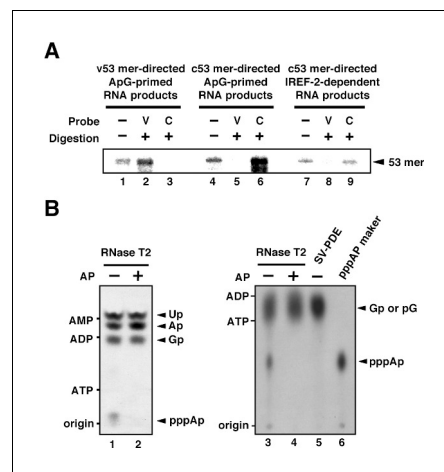 A
v53 mer-directed c53 mer-directed c53 mer-directed
ApG-primed ApG-primed IREF-2-dependent
RNA products RNA products RNA products
Probe − V C − V C − V C
Digestion − + + − + + − + +
53 mer
1 2 3 4 5 6 7 8 9
B
RNase T2
AP − +
AMP
ADP
ATP
origin
Up
Ap
Gp
pppAp
1 2
RNase T2 SV-PDE pppAP maker
AP − + −
ADP
ATP
origin
Gp or pG
pppAp
3 4 5 6